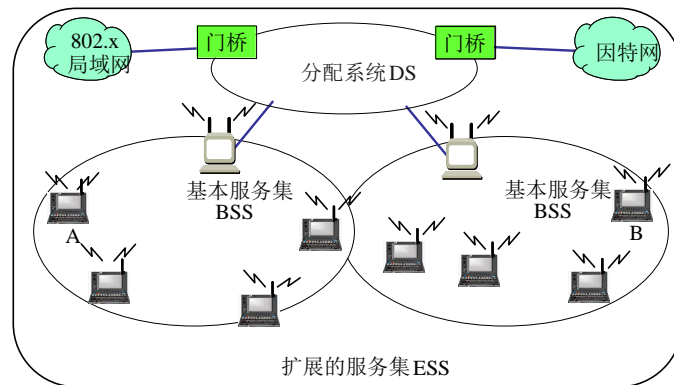 802.x
局域网
门桥
门桥
因特网
分配系统DS
基本服务集
BSS
基本服务集
BSS
A
B
扩展的服务集ESS